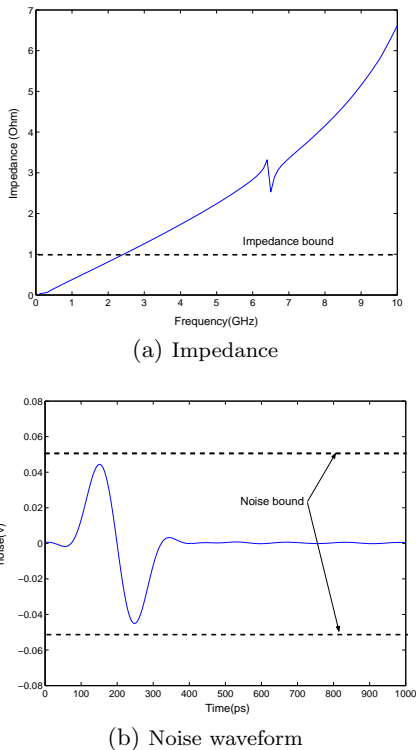 7
6
5
4
3
2
1
0
Impedance (Ohm)
Impedance bound
0 1 2 3 4 5 6 7 8 9 10
Frequency(GHz)
(a) Impedance
0.08
0.06
0.04
0.02
0
−0.02
−0.04
−0.06
−0.08
noise(V)
Noise bound
0 100 200 300 400 500 600 700 800 900 1000
Time(ps)
(b) Noise waveform